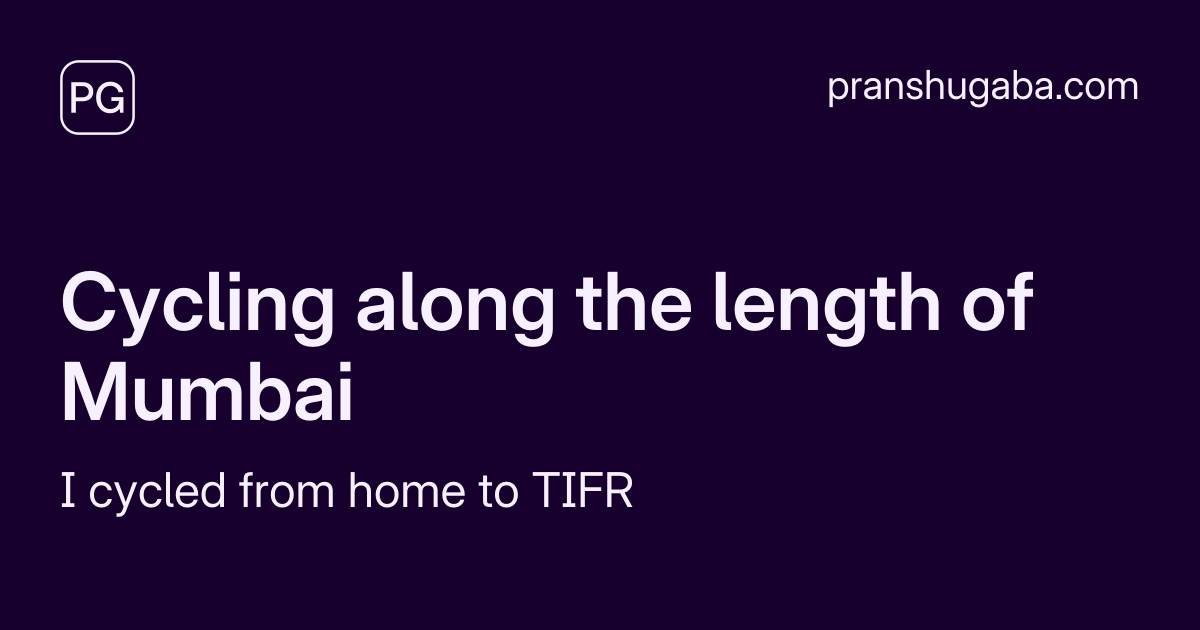 PG
pranshugaba.com
Cycling along the length of
Mumbai
I cycled from home to TIFR